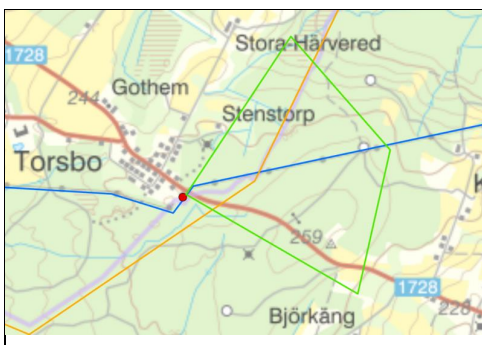 Stora-Härvered
1728
Gothem
244
Stenstorp
Torsbo
K
259
1728
Björkäng
228